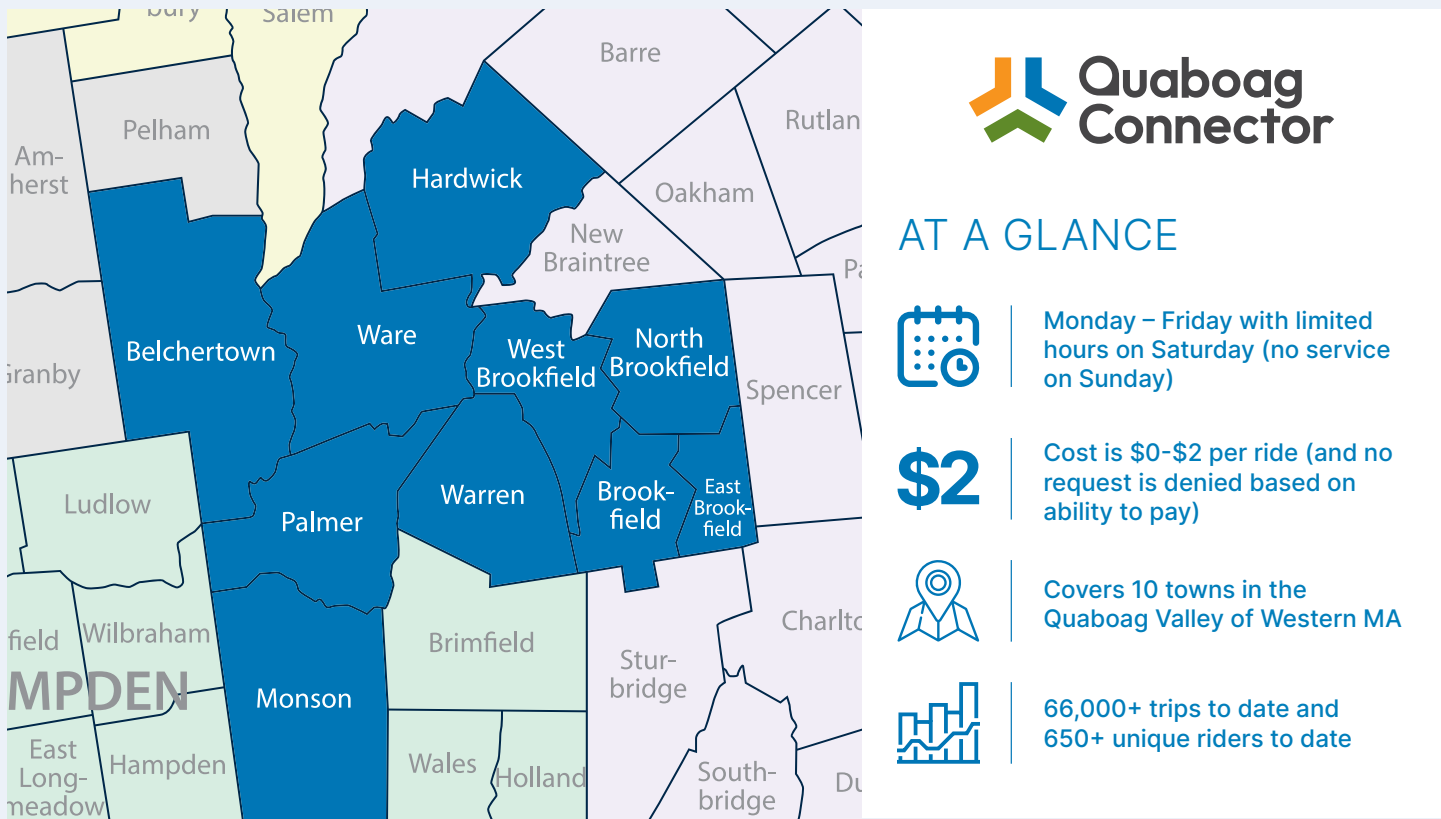 bury
Salem
Barre
Pelham
Rutlan
Am-
herst
Hardwick
Oakham
New
Braintree
Pa
Ware
Belchertown
West
Brookfield
North
Brookfield
Granby
Spencer
Ludlow
Warren
Brook-
field
East
Brook-
field
Palmer
field
Wilbraham
Brimfield
Charlto
Stur-
bridge
MPDEN
Monson
East
Long-
meadow
Hampden
Wales
Holland
South-
bridge
Du
Quaboag
Connector
AT A GLANCE
Monday – Friday with limited
hours on Saturday (no service
on Sunday)
$2
Cost is $0-$2 per ride (and no
request is denied based on
ability to pay)
Covers 10 towns in the
Quaboag Valley of Western MA
66,000+ trips to date and
650+ unique riders to date